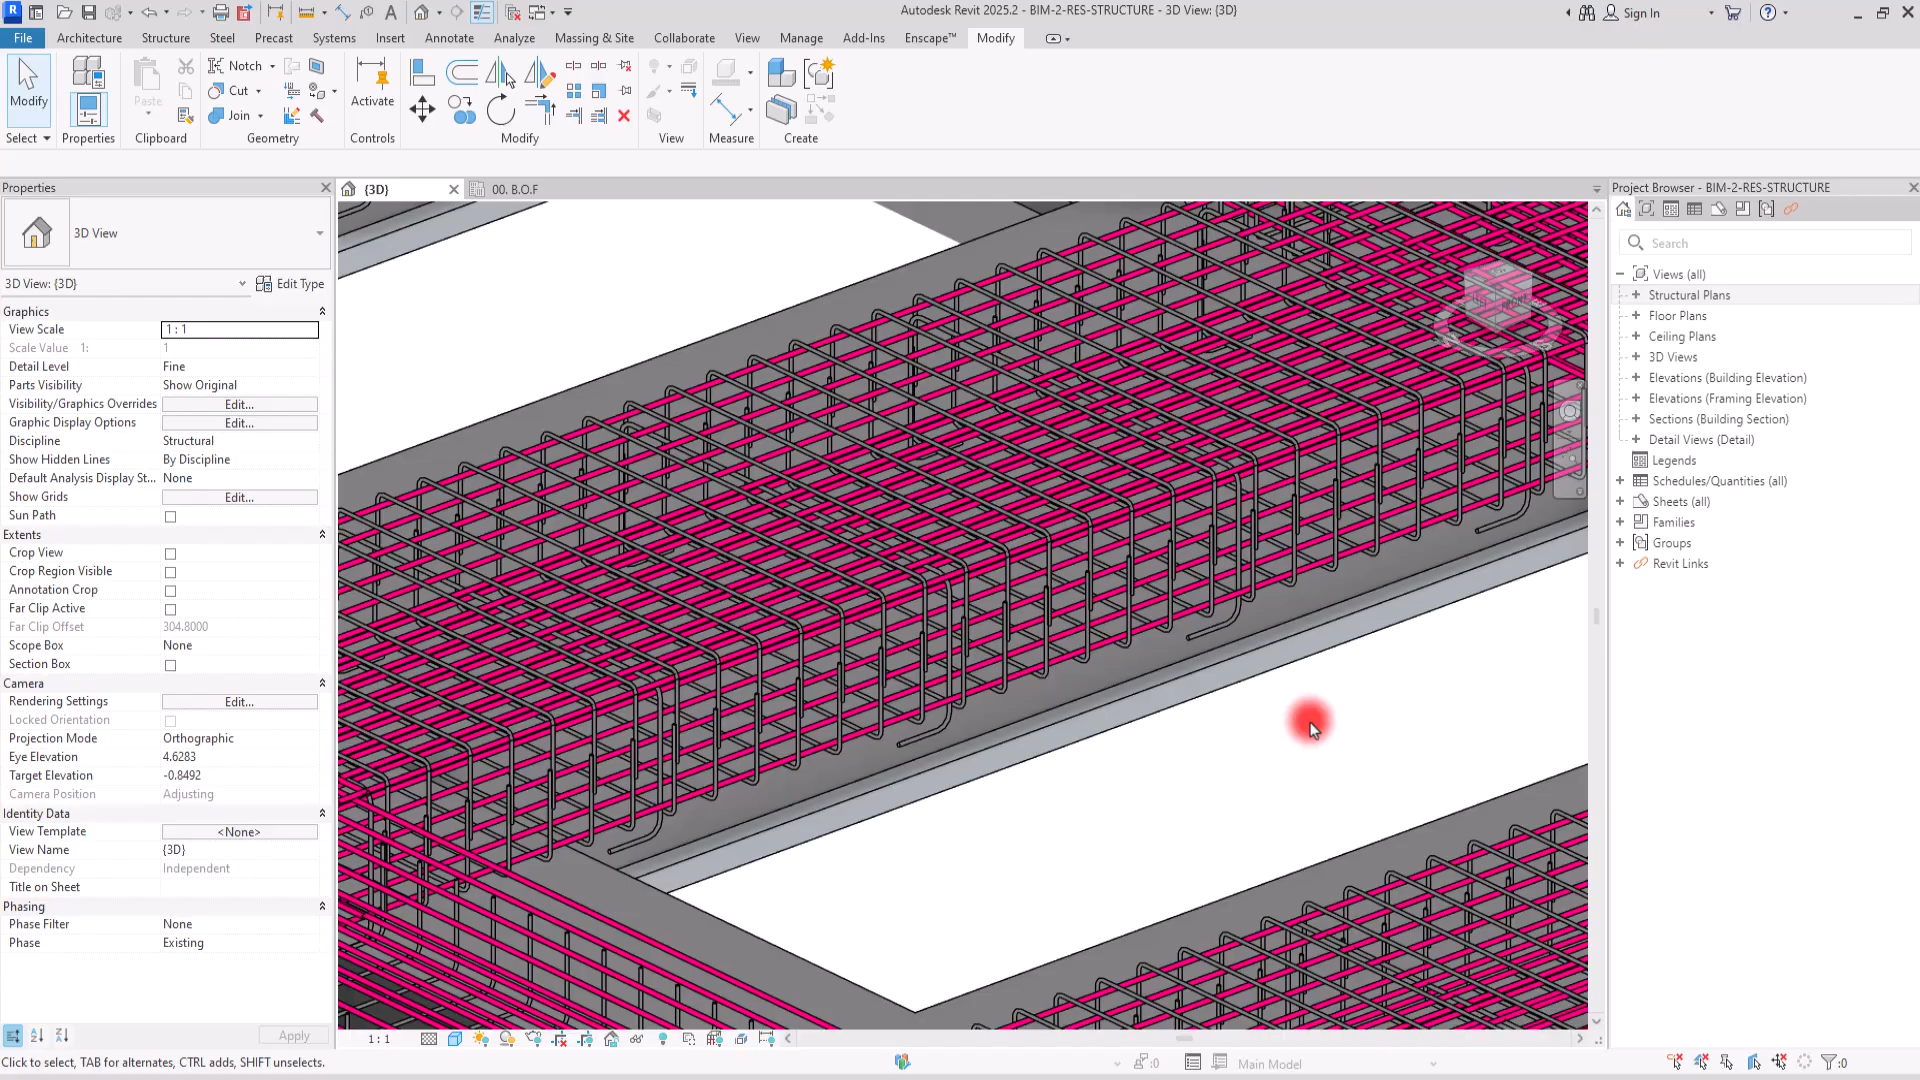 Autodesk Revit 2025.2 - BIM-2-RES-STRUCTURE - 3D View: {3D}
Sign In
File Architecture Structure Steel Precast Systems Insert Annotate Analyze Massing & Site Collaborate View Manage Add-Ins Enscape™ Modify
Modify
Paste
Notch
Cut
Join
Activate
Select Properties Clipboard Geometry Controls Modify View Measure Create
Properties
{3D}
00. B.O.F
Project Browser - BIM-2-RES-STRUCTURE
3D View
3D View: {3D}
Edit Type
Graphics
View Scale 1 : 1
Scale Value 1: 1
Detail Level Fine
Parts Visibility Show Original
Visibility/Graphics Overrides Edit...
Graphic Display Options Edit...
Discipline Structural
Show Hidden Lines By Discipline
Default Analysis Display St... None
Show Grids Edit...
Sun Path
Extents
Crop View
Crop Region Visible
Annotation Crop
Far Clip Active
Far Clip Offset 304.8000
Scope Box None
Section Box
Camera
Rendering Settings Edit...
Locked Orientation
Projection Mode Orthographic
Eye Elevation 4.6283
Target Elevation -0.8492
Camera Position Adjusting
Identity Data
View Template <None>
View Name {3D}
Dependency Independent
Title on Sheet
Phasing
Phase Filter None
Phase Existing
Apply
Search
Views (all)
Structural Plans
Floor Plans
Ceiling Plans
3D Views
Elevations (Building Elevation)
Elevations (Framing Elevation)
Sections (Building Section)
Detail Views (Detail)
Legends
Schedules/Quantities (all)
Sheets (all)
Families
Groups
Revit Links
1 : 1
Click to select, TAB for alternates, CTRL adds, SHIFT unselects.
:0
Main Model
:0